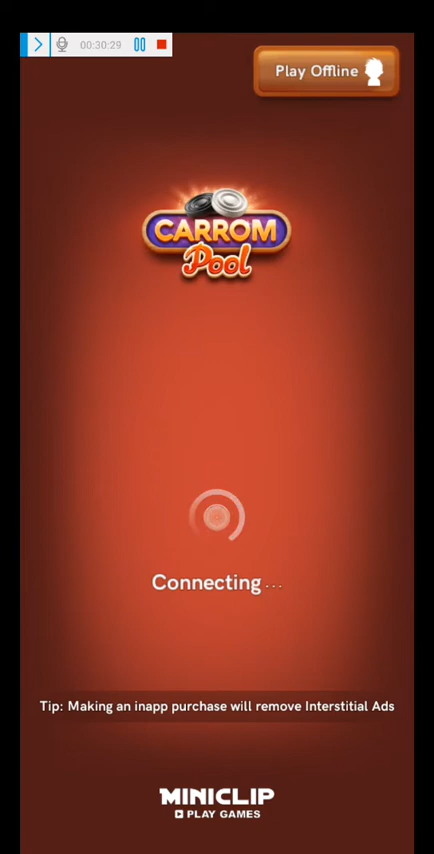 00:30:29
Play Offline
CARROM
Pool
Connecting ...
Tip: Making an inapp purchase will remove Interstitial Ads
MINICLIP
PLAY GAMES